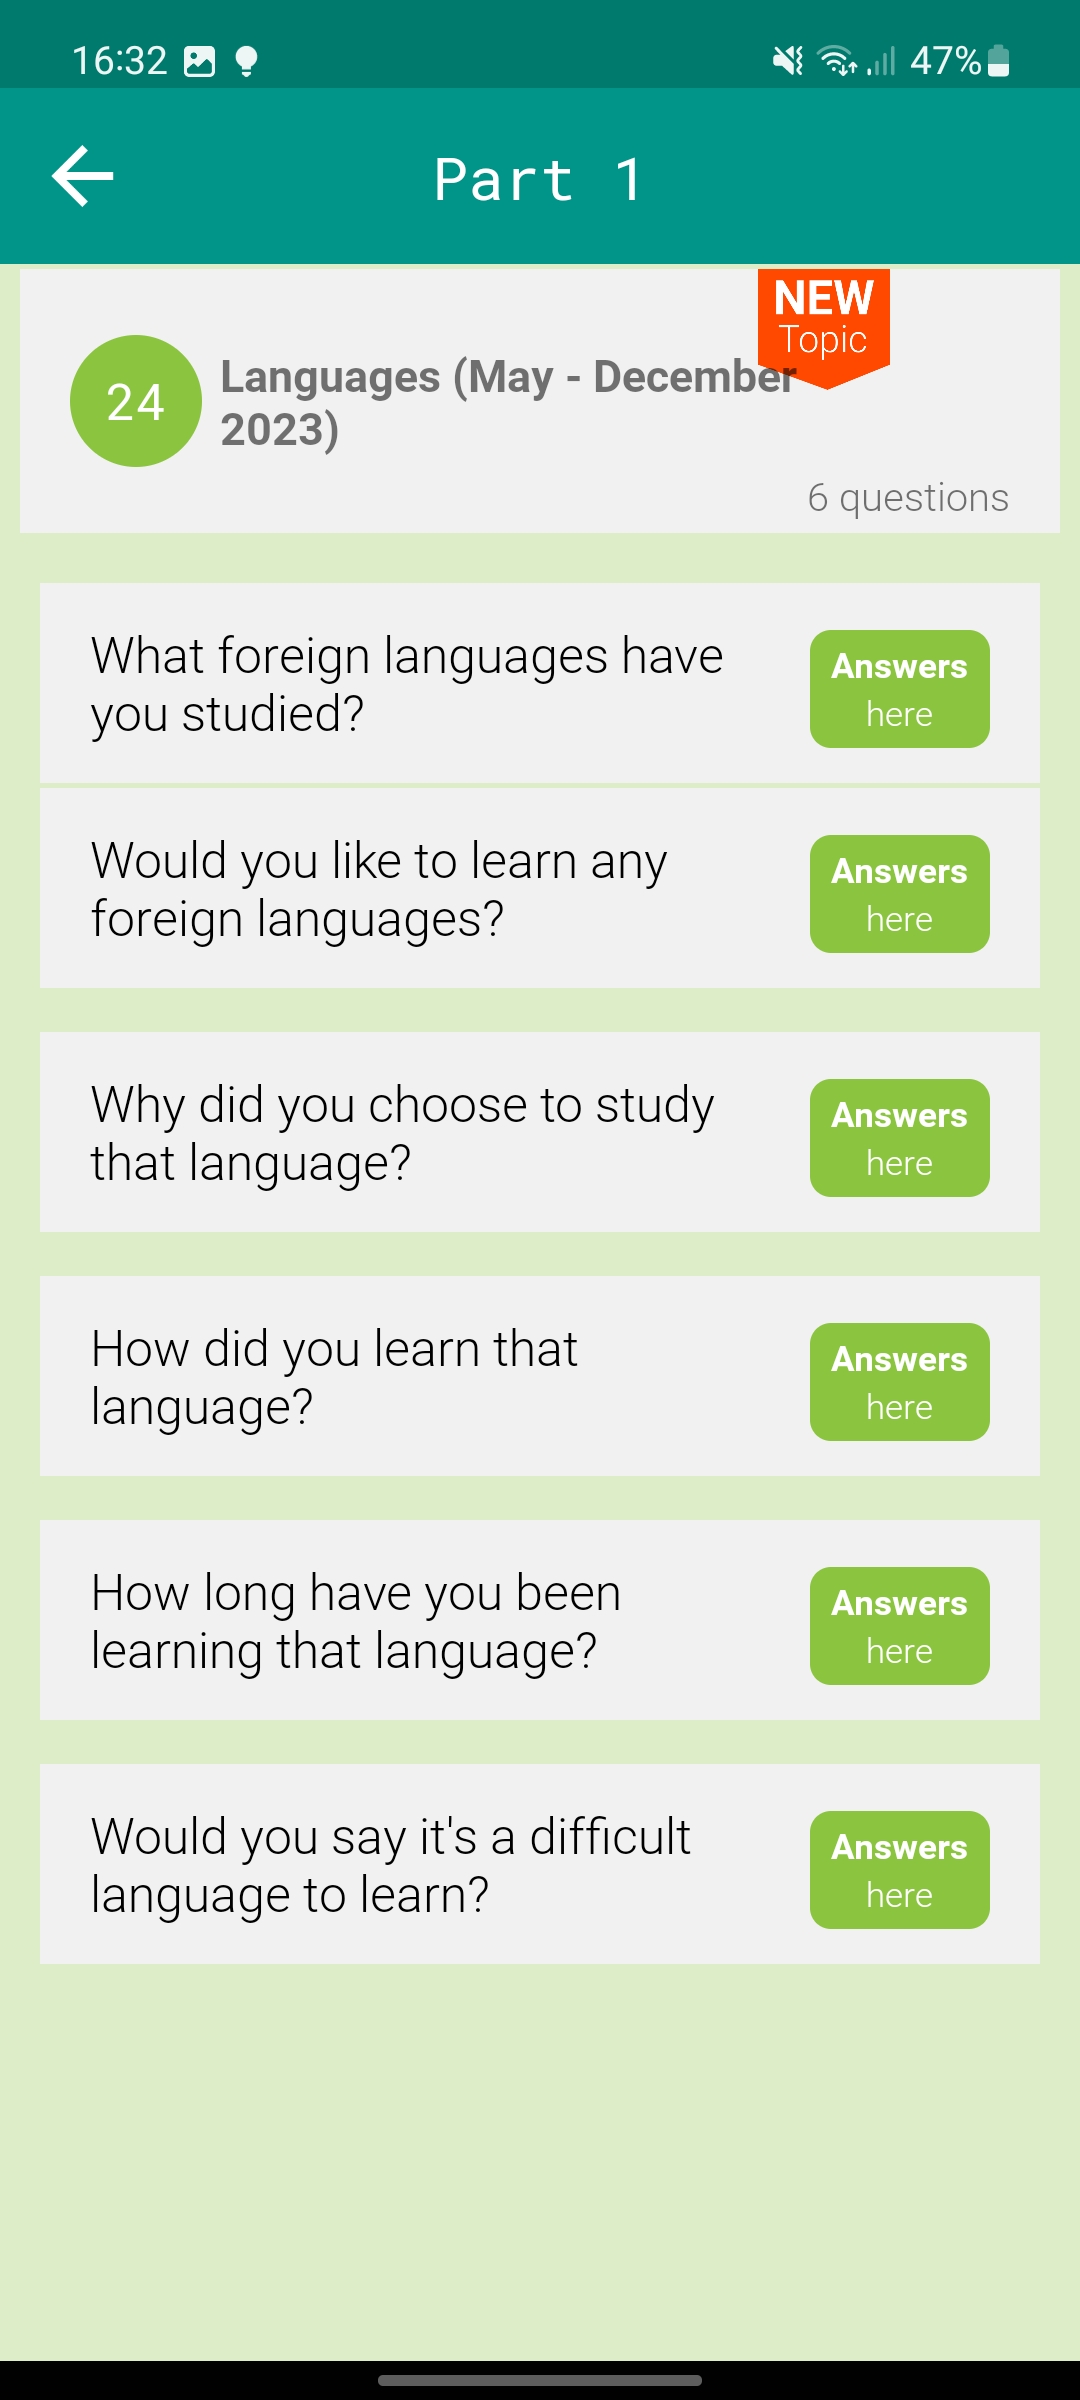 16:32
47%
Part 1
NEW
Topic
24
Languages (May - December
2023)
6 questions
What foreign languages have
you studied?
Answers
here
Would you like to learn any
foreign languages?
Answers
here
Why did you choose to study
that language?
Answers
here
How did you learn that
language?
Answers
here
How long have you been
learning that language?
Answers
here
Would you say it's a difficult
language to learn?
Answers
here